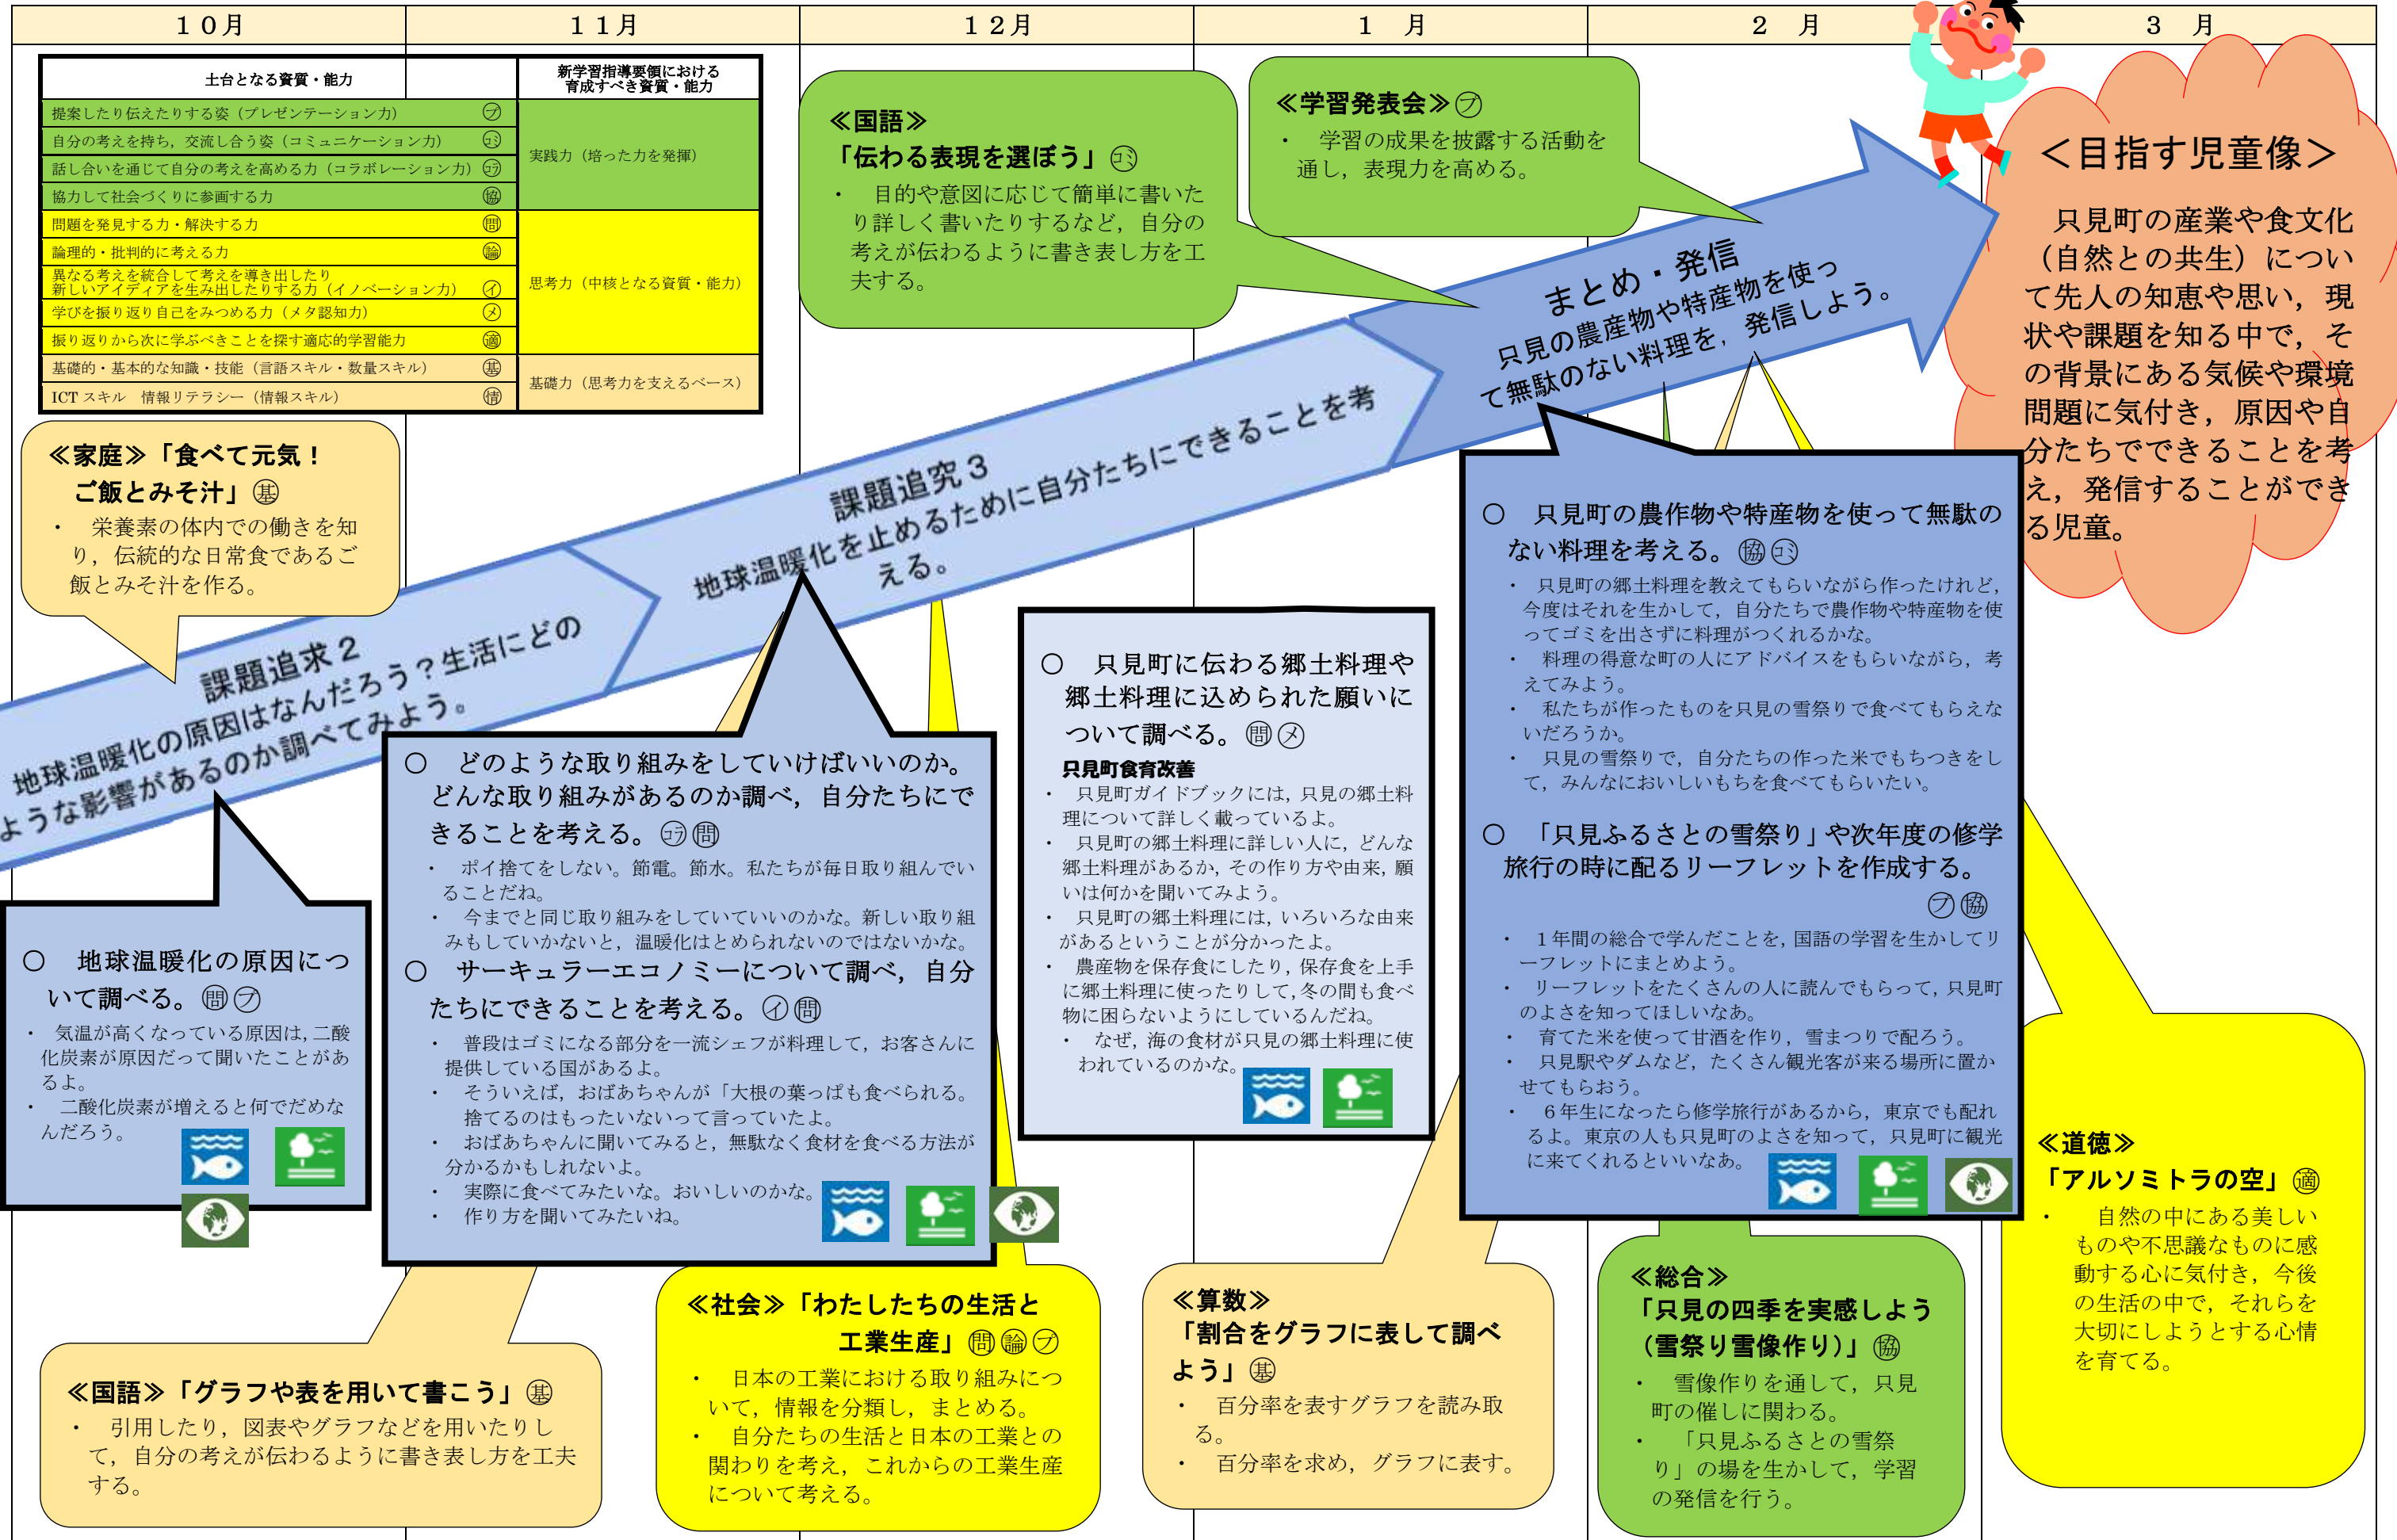 １０月
１１月
１２月
１　月
２　月
３　月
土台となる資質・能力
新学習指導要領における
育成すべき資質・能力
提案したり伝えたりする姿（プレゼンテーション力） ㋫
自分の考えを持ち，交流し合う姿（コミュニケーション力） コミ
話し合いを通じて自分の考えを高める力（コラボレーション力） コラ
協力して社会づくりに参画する力 ㊿協
実践力（培った力を発揮）
問題を発見する力・解決する力 問
論理的・批判的に考える力 論
異なる考えを統合して考えを導き出したり
新しいアイディアを生み出したりする力（イノベーション力） ㋑
学びを振り返り自己をみつめる力（メタ認知力） ㋱
振り返りから次に学ぶべきことを探す適応的学習能力 適
思考力（中核となる資質・能力）
基礎的・基本的な知識・技能（言語スキル・数量スキル） 基
ICTスキル　情報リテラシー（情報スキル） 情
基礎力（思考力を支えるベース）
≪家庭≫「食べて元気！
ご飯とみそ汁」基
・　栄養素の体内での働きを知
り，伝統的な日常食であるご
飯とみそ汁を作る。
≪国語≫
「伝わる表現を選ぼう」コミ
・　目的や意図に応じて簡単に書いた
り詳しく書いたりするなど，自分の
考えが伝わるように書き表し方を工
夫する。
≪学習発表会≫プ
・　学習の成果を披露する活動を
通し，表現力を高める。
＜目指す児童像＞
只見町の産業や食文化
（自然との共生）につい
て先人の知恵や思い，現
状や課題を知る中で，そ
の背景にある気候や環境
問題に気付き，原因や自
分たちでできることを考
え，発信することができ
る児童。
課題追求２
地球温暖化の原因はなんだろう？生活にどの
ような影響があるのか調べてみよう。
課題追究３
地球温暖化を止めるために自分たちにできることを考
える。
まとめ・発信
只見の農産物や特産物を使っ
て無駄のない料理を，発信しよう。
○　地球温暖化の原因につ
いて調べる。問プ
・　気温が高くなっている原因は，二酸
化炭素が原因だって聞いたことがあ
るよ。
・　二酸化炭素が増えると何でだめな
んだろう。
○　どのような取り組みをしていけばいいのか。
どんな取り組みがあるのか調べ，自分たちにで
きることを考える。コラ問
・　ポイ捨てをしない。節電。節水。私たちが毎日取り組んでい
ることだね。
・　今までと同じ取り組みをしていていいのかな。新しい取り組
みもしていかないと，温暖化はとめられないのではないかな。
○　サーキュラーエコノミーについて調べ，自分
たちにできることを考える。イ問
・　普段はゴミになる部分を一流シェフが料理して，お客さんに
提供している国があるよ。
・　そういえば，おばあちゃんが「大根の葉っぱも食べられる。
捨てるのはもったいないって言っていたよ。
・　おばあちゃんに聞いてみると，無駄なく食材を食べる方法が
分かるかもしれないよ。
・　実際に食べてみたいな。おいしいのかな。
・　作り方を聞いてみたいね。
○　只見町に伝わる郷土料理や
郷土料理に込められた願いに
ついて調べる。問メ
只見町食育改善
・　只見町ガイドブックには，只見の郷土料
理について詳しく載っているよ。
・　只見町の郷土料理に詳しい人に，どんな
郷土料理があるか，その作り方や由来，願
いは何かを聞いてみよう。
・　只見町の郷土料理には，いろいろな由来
があるということが分かったよ。
・　農産物を保存食にしたり，保存食を上手
に郷土料理に使ったりして，冬の間も食べ
物に困らないようにしているんだね。
・　なぜ，海の食材が只見の郷土料理に使
われているのかな。
○　只見町の農作物や特産物を使って無駄の
ない料理を考える。協コミ
・　只見町の郷土料理を教えてもらいながら作ったけれど，
今度はそれを生かして，自分たちで農作物や特産物を使
ってゴミを出さずに料理がつくれるかな。
・　料理の得意な町の人にアドバイスをもらいながら，考
えてみよう。
・　私たちが作ったものを只見の雪祭りで食べてもらえな
いだろうか。
・　只見の雪祭りで，自分たちの作った米でもちつきをし
て，みんなにおいしいもちを食べてもらいたい。
○　「只見ふるさとの雪祭り」や次年度の修学
旅行の時に配るリーフレットを作成する。
プ協
・　１年間の総合で学んだことを，国語の学習を生かしてリ
ーフレットにまとめよう。
・　リーフレットをたくさんの人に読んでもらって，只見町
のよさを知ってほしいなあ。
・　育てた米を使って甘酒を作り，雪まつりで配ろう。
・　只見駅やダムなど，たくさん観光客が来る場所に置か
せてもらおう。
・　６年生になったら修学旅行があるから，東京でも配れ
るよ。東京の人も只見町のよさを知って，只見町に観光
に来てくれるといいなあ。
≪国語≫「グラフや表を用いて書こう」基
・　引用したり，図表やグラフなどを用いたりし
て，自分の考えが伝わるように書き表し方を工夫
する。
≪社会≫「わたしたちの生活と
工業生産」問論プ
・　日本の工業における取り組みにつ
いて，情報を分類し，まとめる。
・　自分たちの生活と日本の工業との
関わりを考え，これからの工業生産
について考える。
≪算数≫
「割合をグラフに表して調べ
よう」基
・　百分率を表すグラフを読み取
る。
・　百分率を求め，グラフに表す。
≪総合≫
「只見の四季を実感しよう
（雪祭り雪像作り）」協
・　雪像作りを通して，只見
町の催しに関わる。
・　「只見ふるさとの雪祭
り」の場を生かして，学習
の発信を行う。
≪道徳≫
「アルソミトラの空」適
・　自然の中にある美しい
ものや不思議なものに感
動する心に気付き，今後
の生活の中で，それらを
大切にしようとする心情
を育てる。